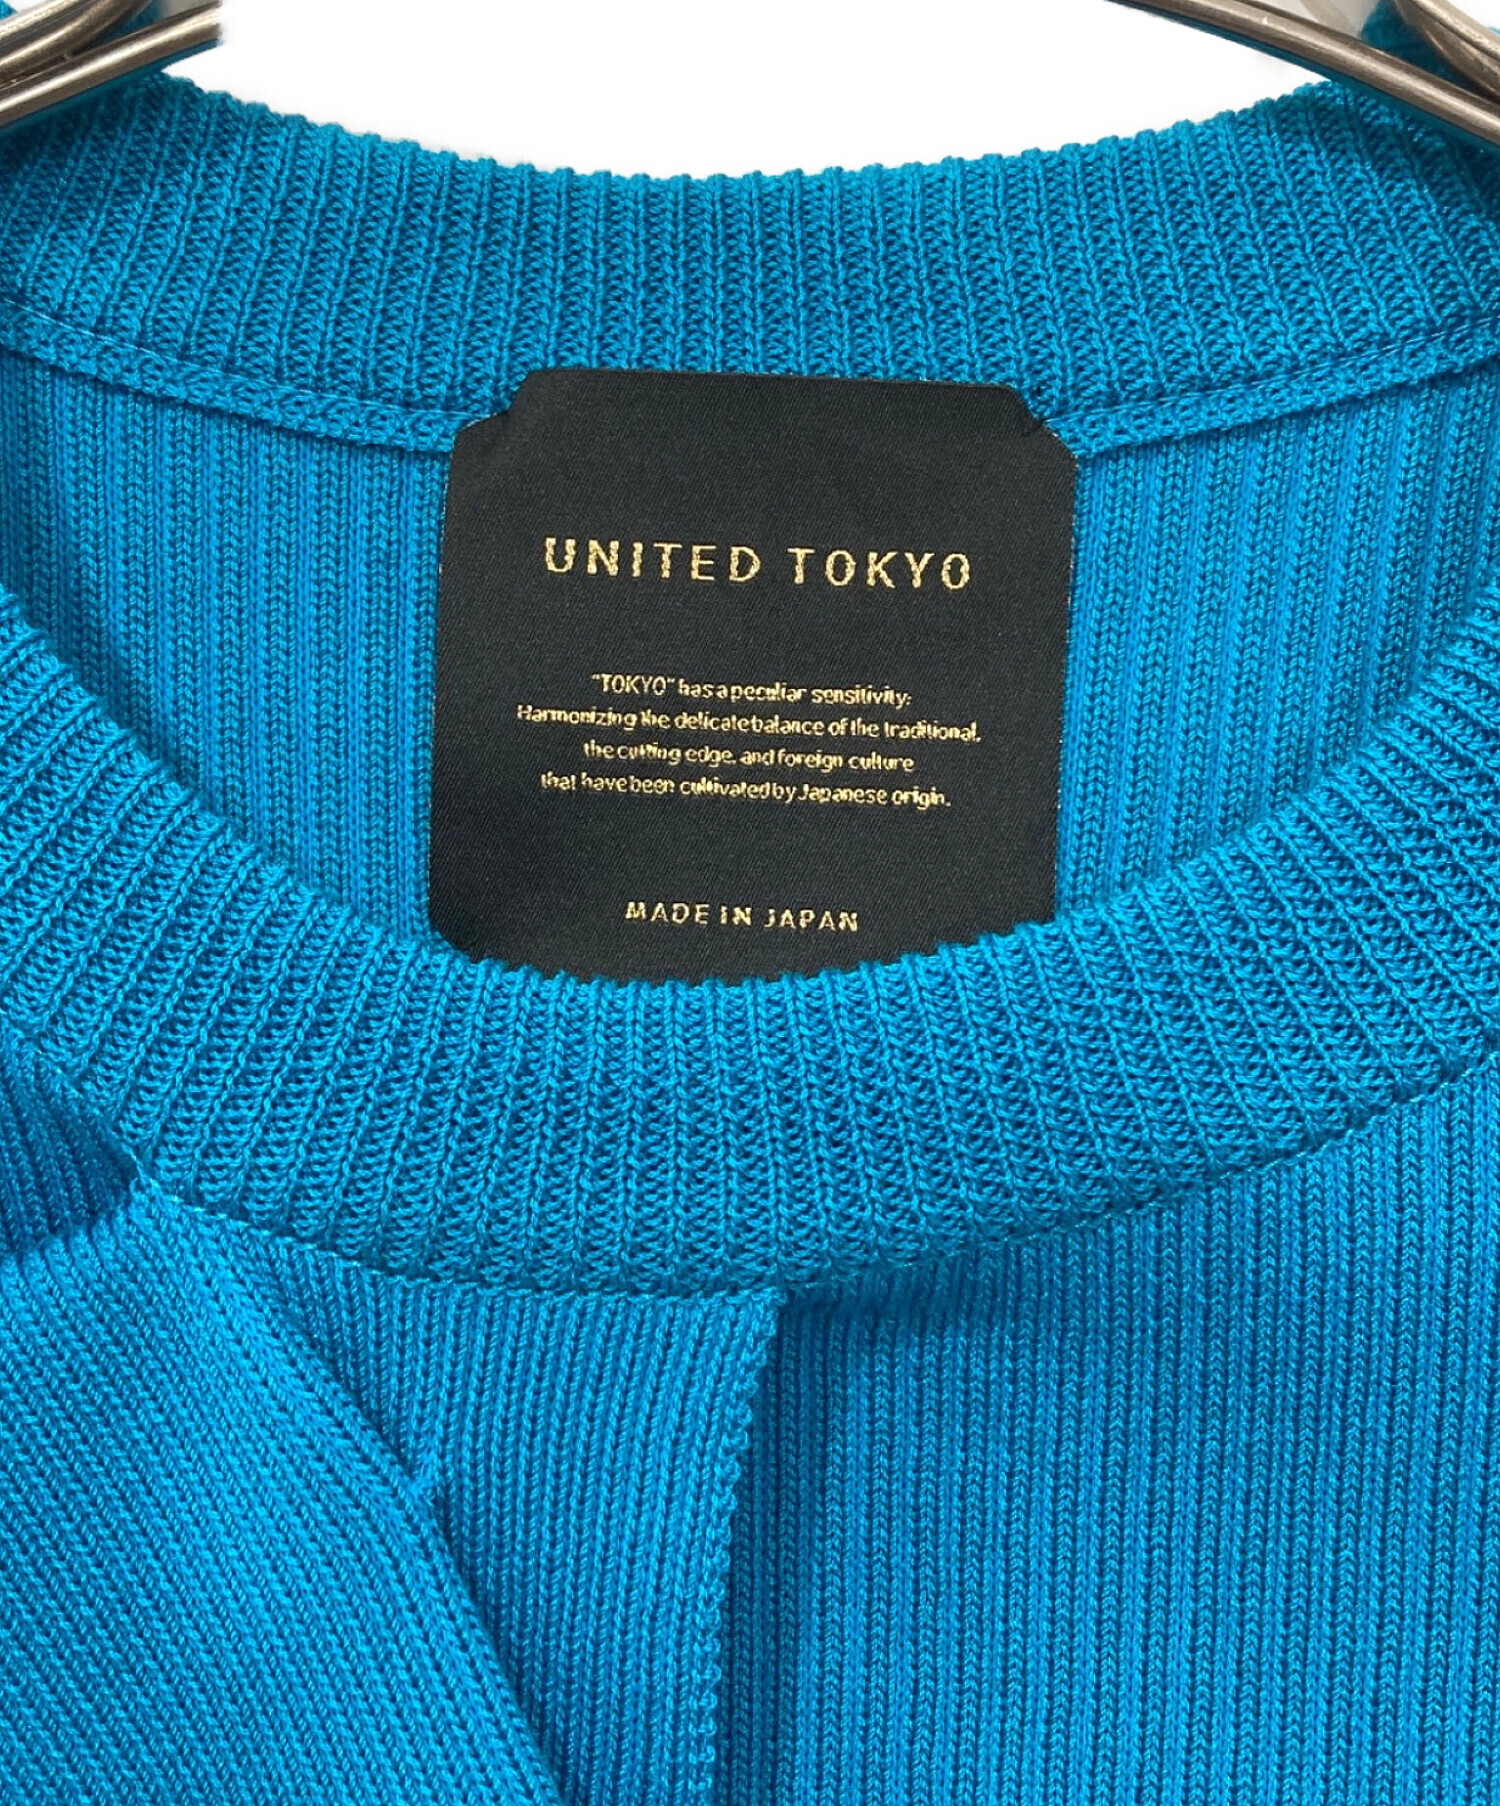 UNITED TOKYO
"TOKYO" has a peculiar sensitivity:
Harmonizing the delicate balance of the traditional,
the cutting edge, and foreign culture
that have been cultivated by Japanese origin.
MADE IN JAPAN